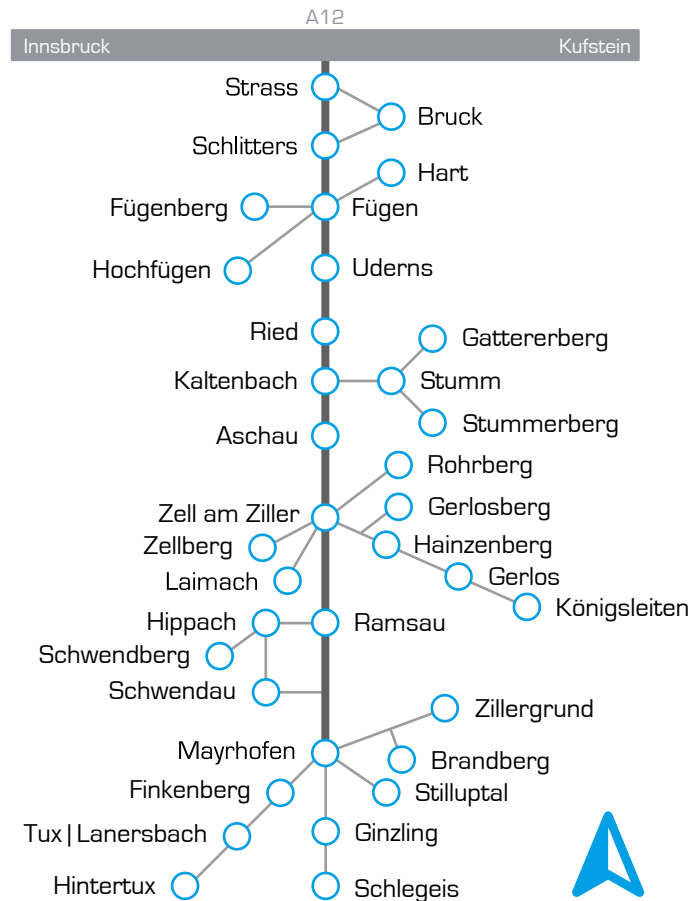 A12
Innsbruck
Kufstein
Strass
Bruck
Schlitters
Hart
Fügenberg
Fügen
Hochfügen
Uderns
Ried
Gattererberg
Kaltenbach
Stumm
Stummerberg
Aschau
Rohrberg
Gerlosberg
Zell am Ziller
Zellberg
Hainzenberg
Laimach
Gerlos
Königsleiten
Hippach
Ramsau
Schwendberg
Schwendau
Zillergrund
Mayrhofen
Brandberg
Finkenberg
Stilluptal
Tux|Lanersbach
Ginzling
Hintertux
Schlegeis